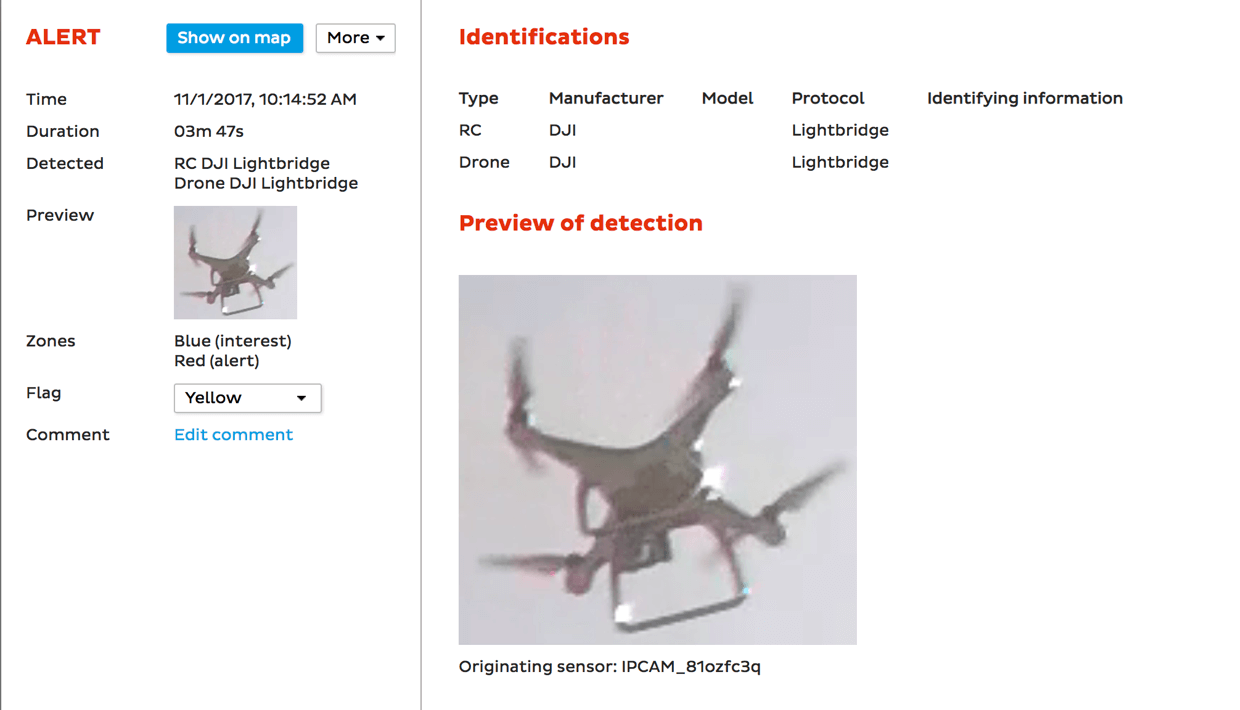 ALERT
Show on map
More
Time 11/1/2017, 10:14:52 AM
Duration 03m 47s
Detected RC DJI Lightbridge
Drone DJI Lightbridge
Preview
Zones Blue (interest)
Red (alert)
Flag Yellow
Comment Edit comment
Identifications
Type Manufacturer Model Protocol Identifying information
RC DJI Lightbridge
Drone DJI Lightbridge
Preview of detection
Originating sensor: IPCAM_81ozfc3q